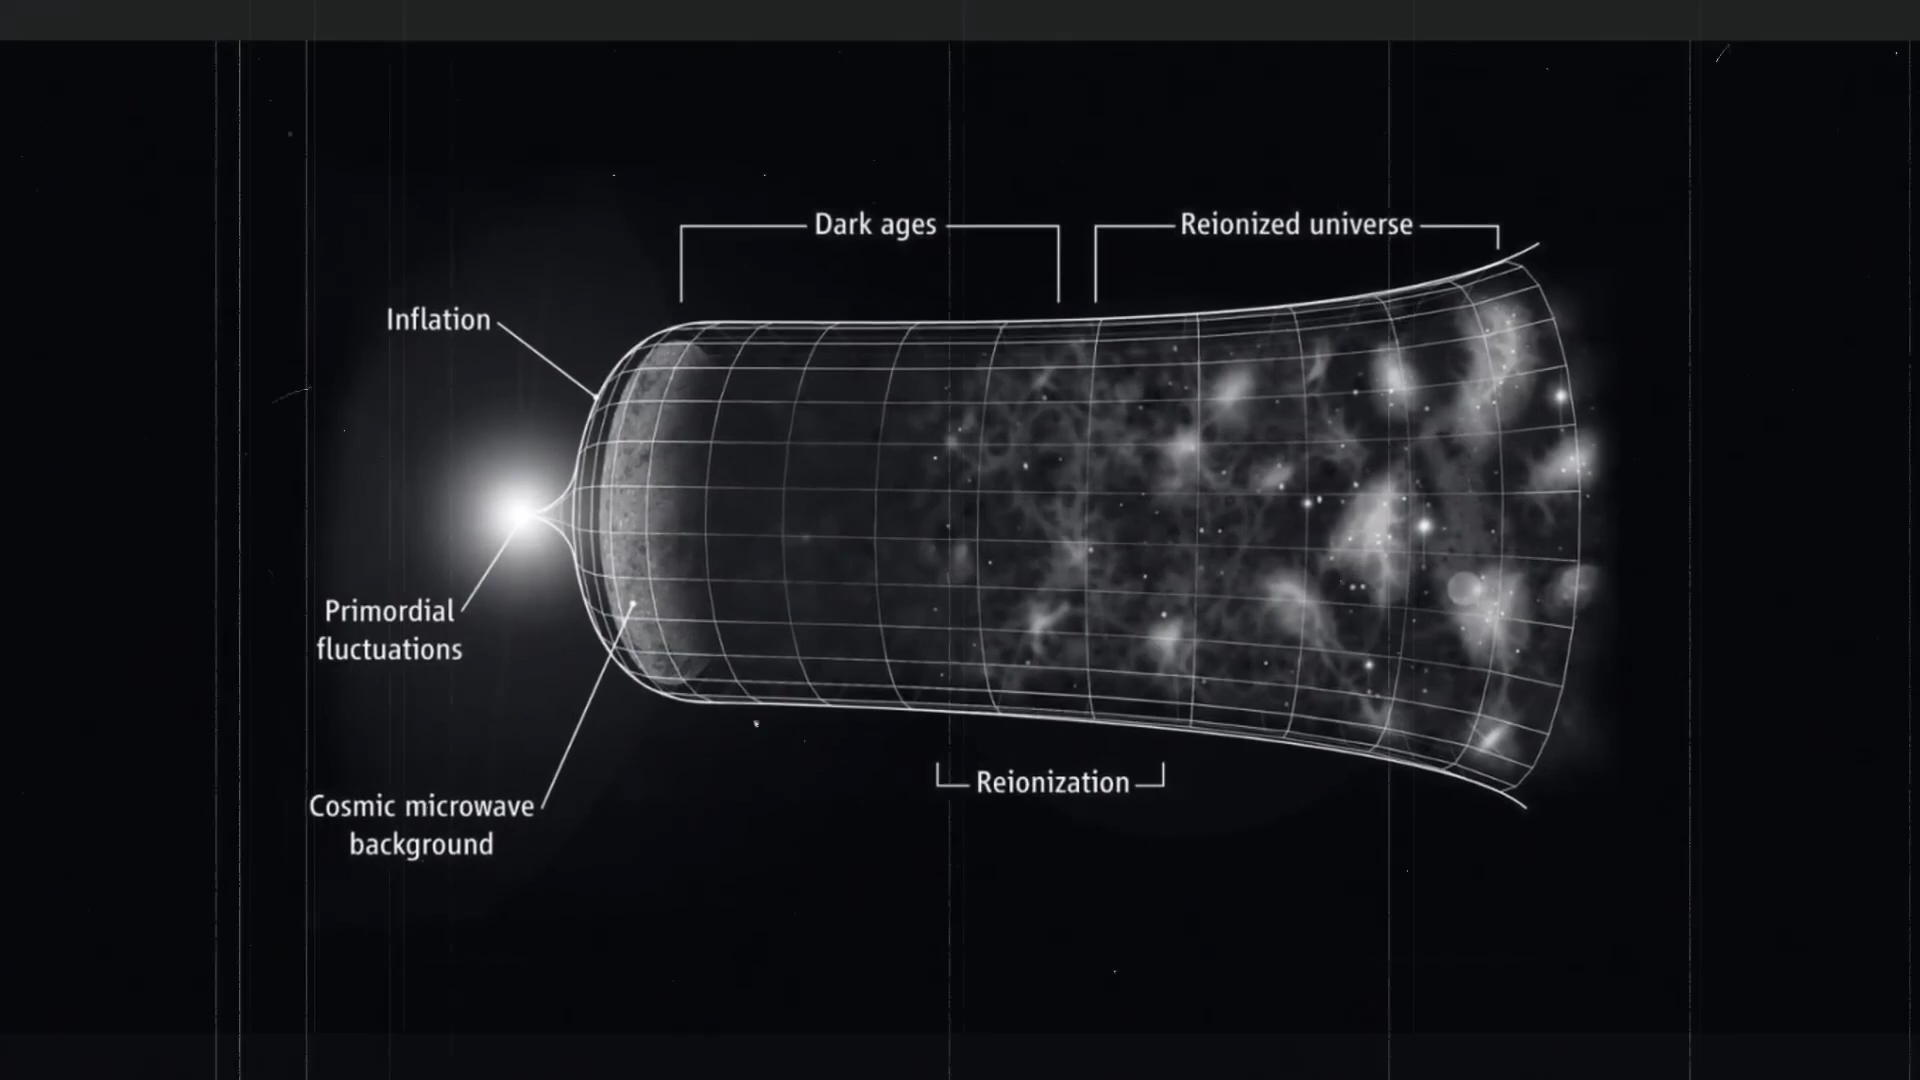 Dark ages
Reionized universe
Inflation
Primordial
fluctuations
Reionization
Cosmic microwave
background